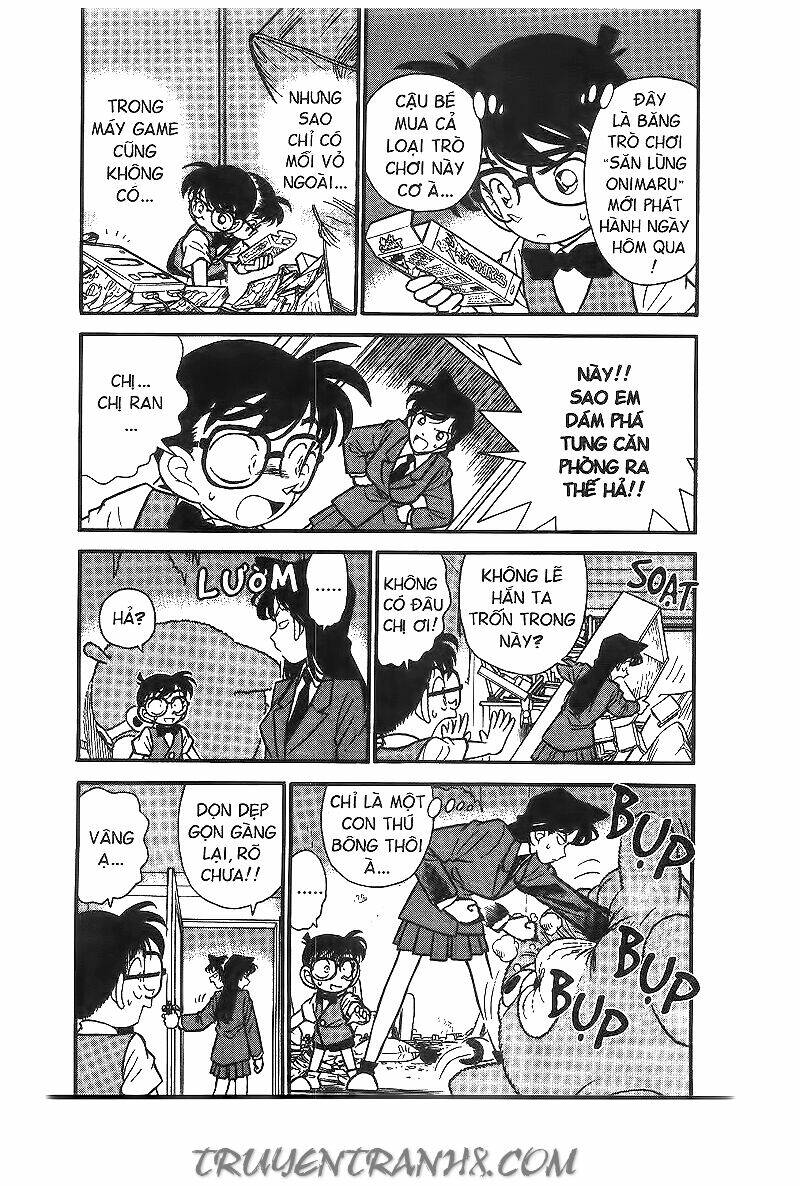 ĐÂY
LÀ BĂNG
TRÒ CHƠI
"SĂN LÙNG
ONIMARU"
MỚI PHÁT
HÀNH NGÀY
HÔM QUA
!
CẬU BÉ
MUA CẢ
LOẠI TRÒ
CHƠI NÀY
CƠ À...
NHƯNG
SAO
CHỈ CÓ
MỖI VỎ
NGOÀI...
TRONG
MÁY GAME
CŨNG
KHÔNG
CÓ...
NÀY!!
SAO EM
DÁM PHÁ
TUNG CĂN
PHÒNG RA
THẾ HẢ!!
CHỊ...
CHỊ RAN
...
SOẠT
KHÔNG LẼ
HẮN TA
TRỐN TRONG
NÀY?
KHÔNG
CÓ ĐÂU
CHỊ ƠI!
......
LƯỜM
HẢ?
BỤP
BỤP
BỤP
CHỈ LÀ MỘT
CON THÚ
BÔNG THÔI
À...
......
DỌN DẸP
GỌN GÀNG
LẠI, RÕ
CHƯA!!
VÂNG
Ạ...
TRUYENTRANH8.COM